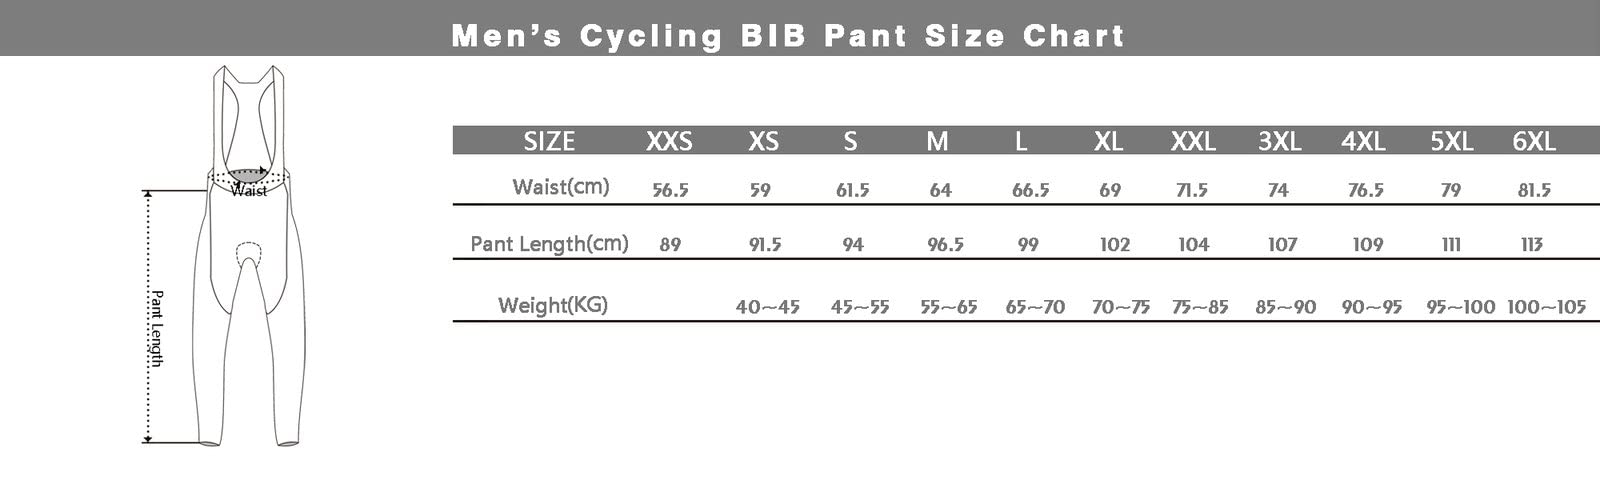 Men's Cycling BIB Pant Size Chart
SIZE XXS XS S M L XL XXL 3XL 4XL 5XL 6XL
Waist(cm) 56.5 59 61.5 64 66.5 69 71.5 74 76.5 79 81.5
Pant Length(cm) 89 91.5 94 96.5 99 102 104 107 109 111 113
Weight(KG) 40~45 45~55 55~65 65~70 70~75 75~85 85~90 90~95 95~100 100~105
Waist
Pant Length